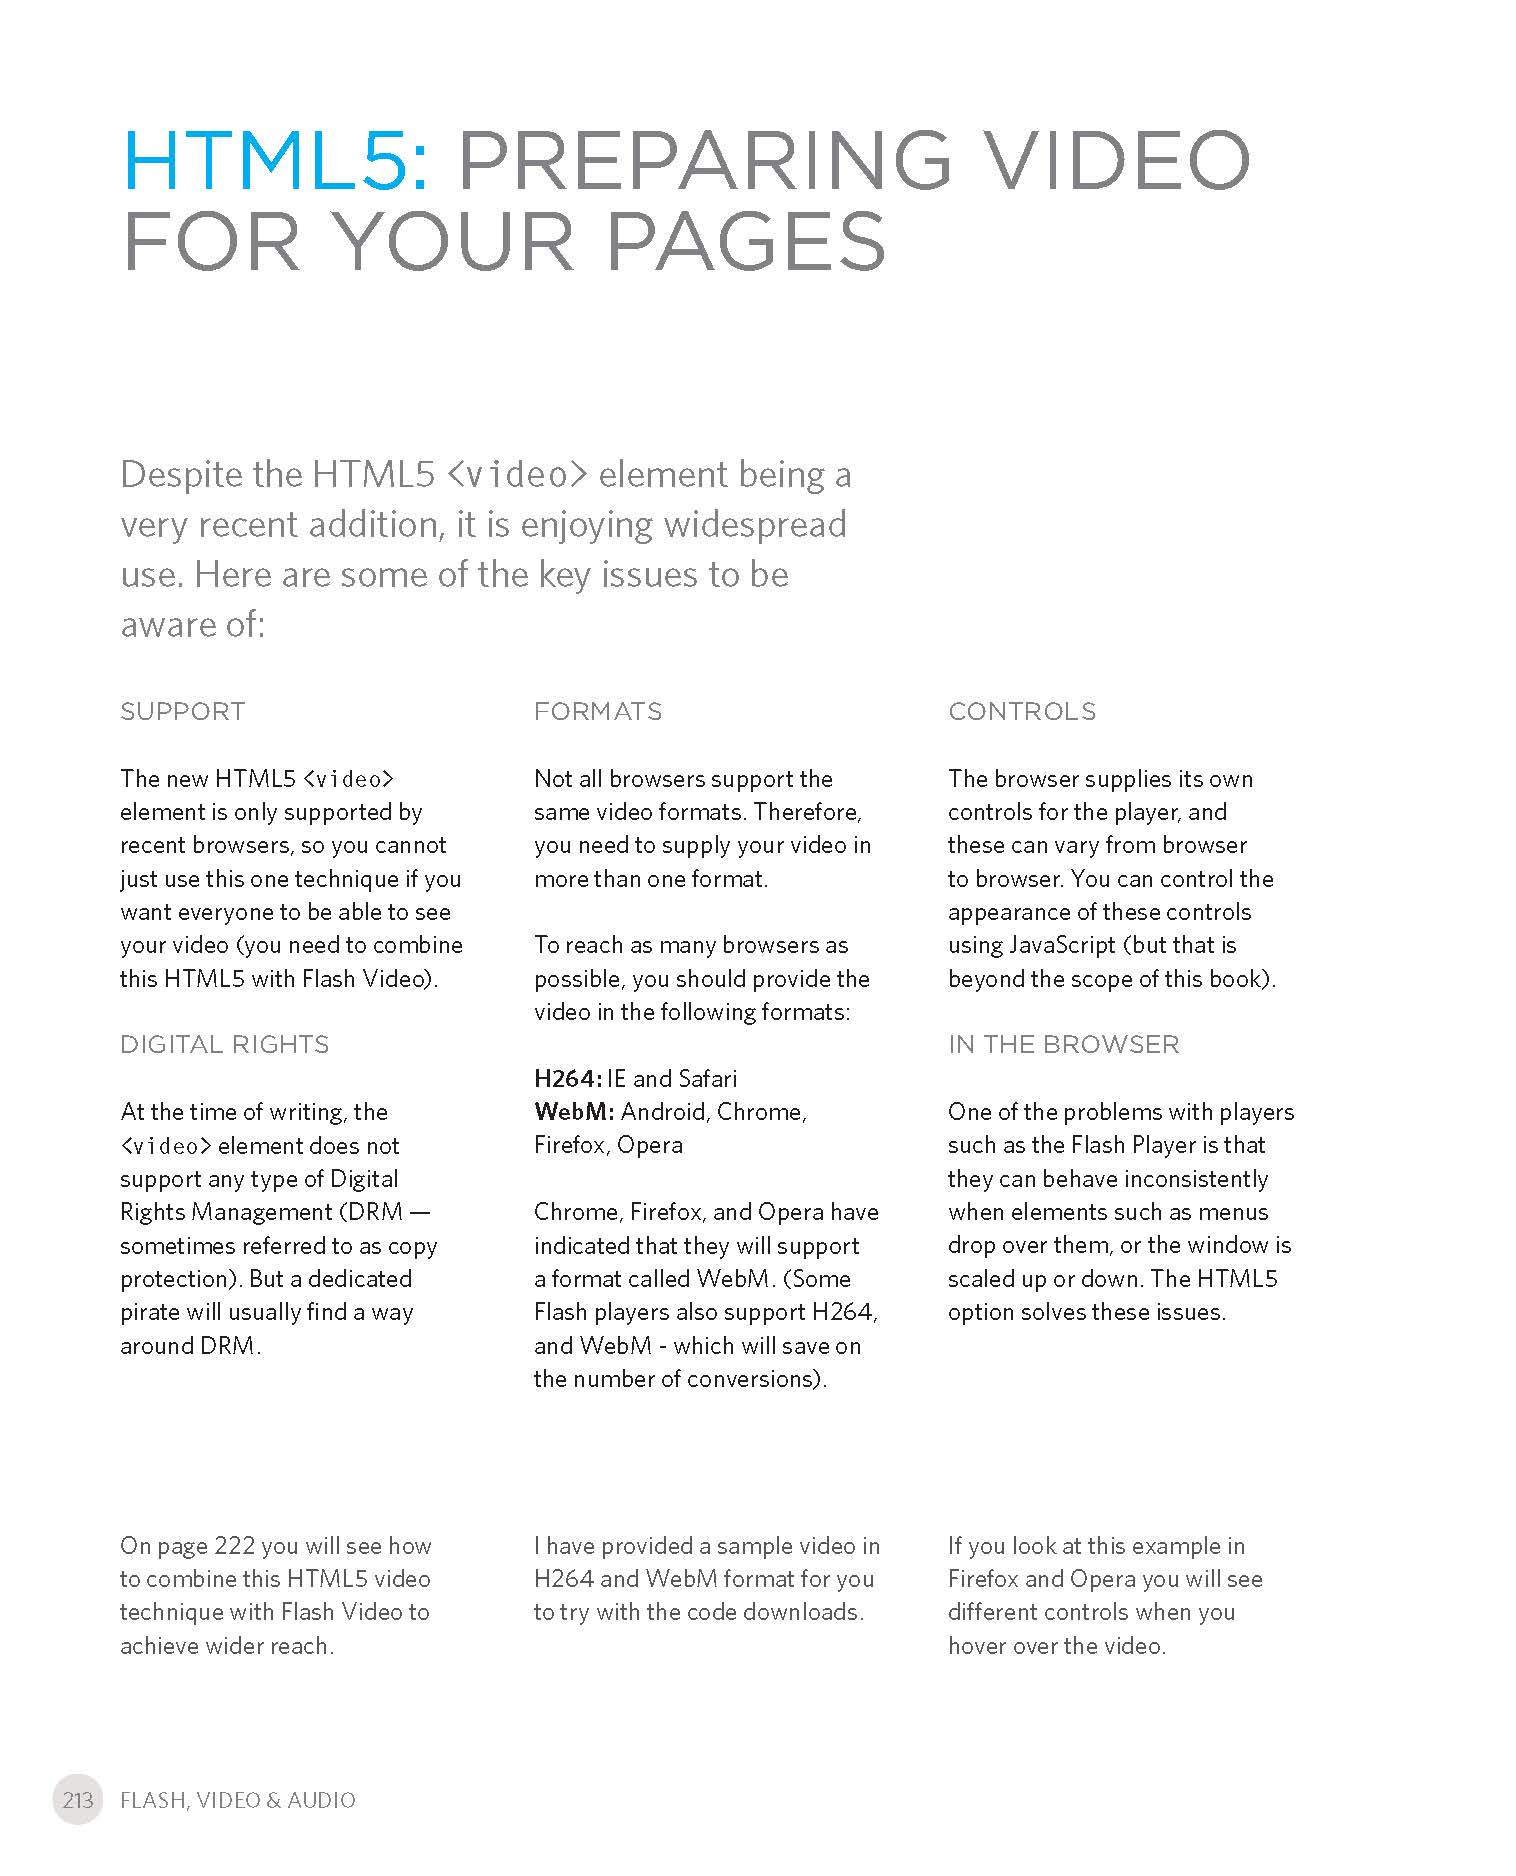 HTML5: PREPARING VIDEO
FOR YOUR PAGES
Despite the HTML5 <video> element being a
very recent addition, it is enjoying widespread
use. Here are some of the key issues to be
aware of:
SUPPORT
The new HTML5 <video>
element is only supported by
recent browsers, so you cannot
just use this one technique if you
want everyone to be able to see
your video (you need to combine
this HTML5 with Flash Video).
DIGITAL RIGHTS
At the time of writing, the
<video> element does not
support any type of Digital
Rights Management (DRM —
sometimes referred to as copy
protection). But a dedicated
pirate will usually find a way
around DRM.
FORMATS
Not all browsers support the
same video formats. Therefore,
you need to supply your video in
more than one format.
To reach as many browsers as
possible, you should provide the
video in the following formats:
H264: IE and Safari
WebM: Android, Chrome,
Firefox, Opera
Chrome, Firefox, and Opera have
indicated that they will support
a format called WebM. (Some
Flash players also support H264,
and WebM - which will save on
the number of conversions).
CONTROLS
The browser supplies its own
controls for the player, and
these can vary from browser
to browser. You can control the
appearance of these controls
using JavaScript (but that is
beyond the scope of this book).
IN THE BROWSER
One of the problems with players
such as the Flash Player is that
they can behave inconsistently
when elements such as menus
drop over them, or the window is
scaled up or down. The HTML5
option solves these issues.
On page 222 you will see how
to combine this HTML5 video
technique with Flash Video to
achieve wider reach.
I have provided a sample video in
H264 and WebM format for you
to try with the code downloads.
If you look at this example in
Firefox and Opera you will see
different controls when you
hover over the video.
213 FLASH, VIDEO & AUDIO